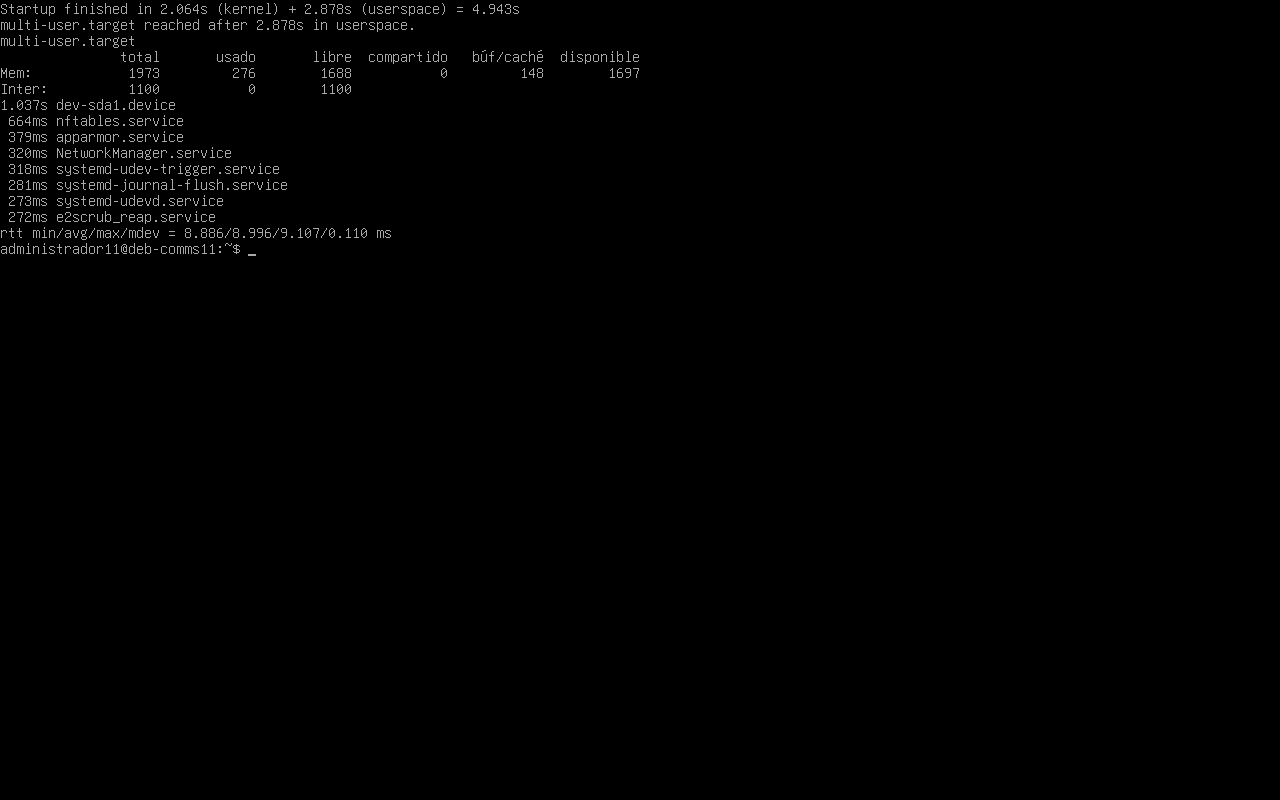 Startup finished in 2.064s (kernel) + 2.878s (userspace) = 4.943s
multi-user.target reached after 2.878s in userspace.
multi-user.target
               total       usado       libre  compartido   búf/caché  disponible
Mem:            1973         276        1688           0         148        1697
Inter:          1100           0        1100
1.037s dev-sda1.device
 664ms nftables.service
 379ms apparmor.service
 320ms NetworkManager.service
 318ms systemd-udev-trigger.service
 281ms systemd-journal-flush.service
 273ms systemd-udevd.service
 272ms e2scrub_reap.service
rtt min/avg/max/mdev = 8.886/8.996/9.107/0.110 ms
administrador11@deb-comms11:~$ _